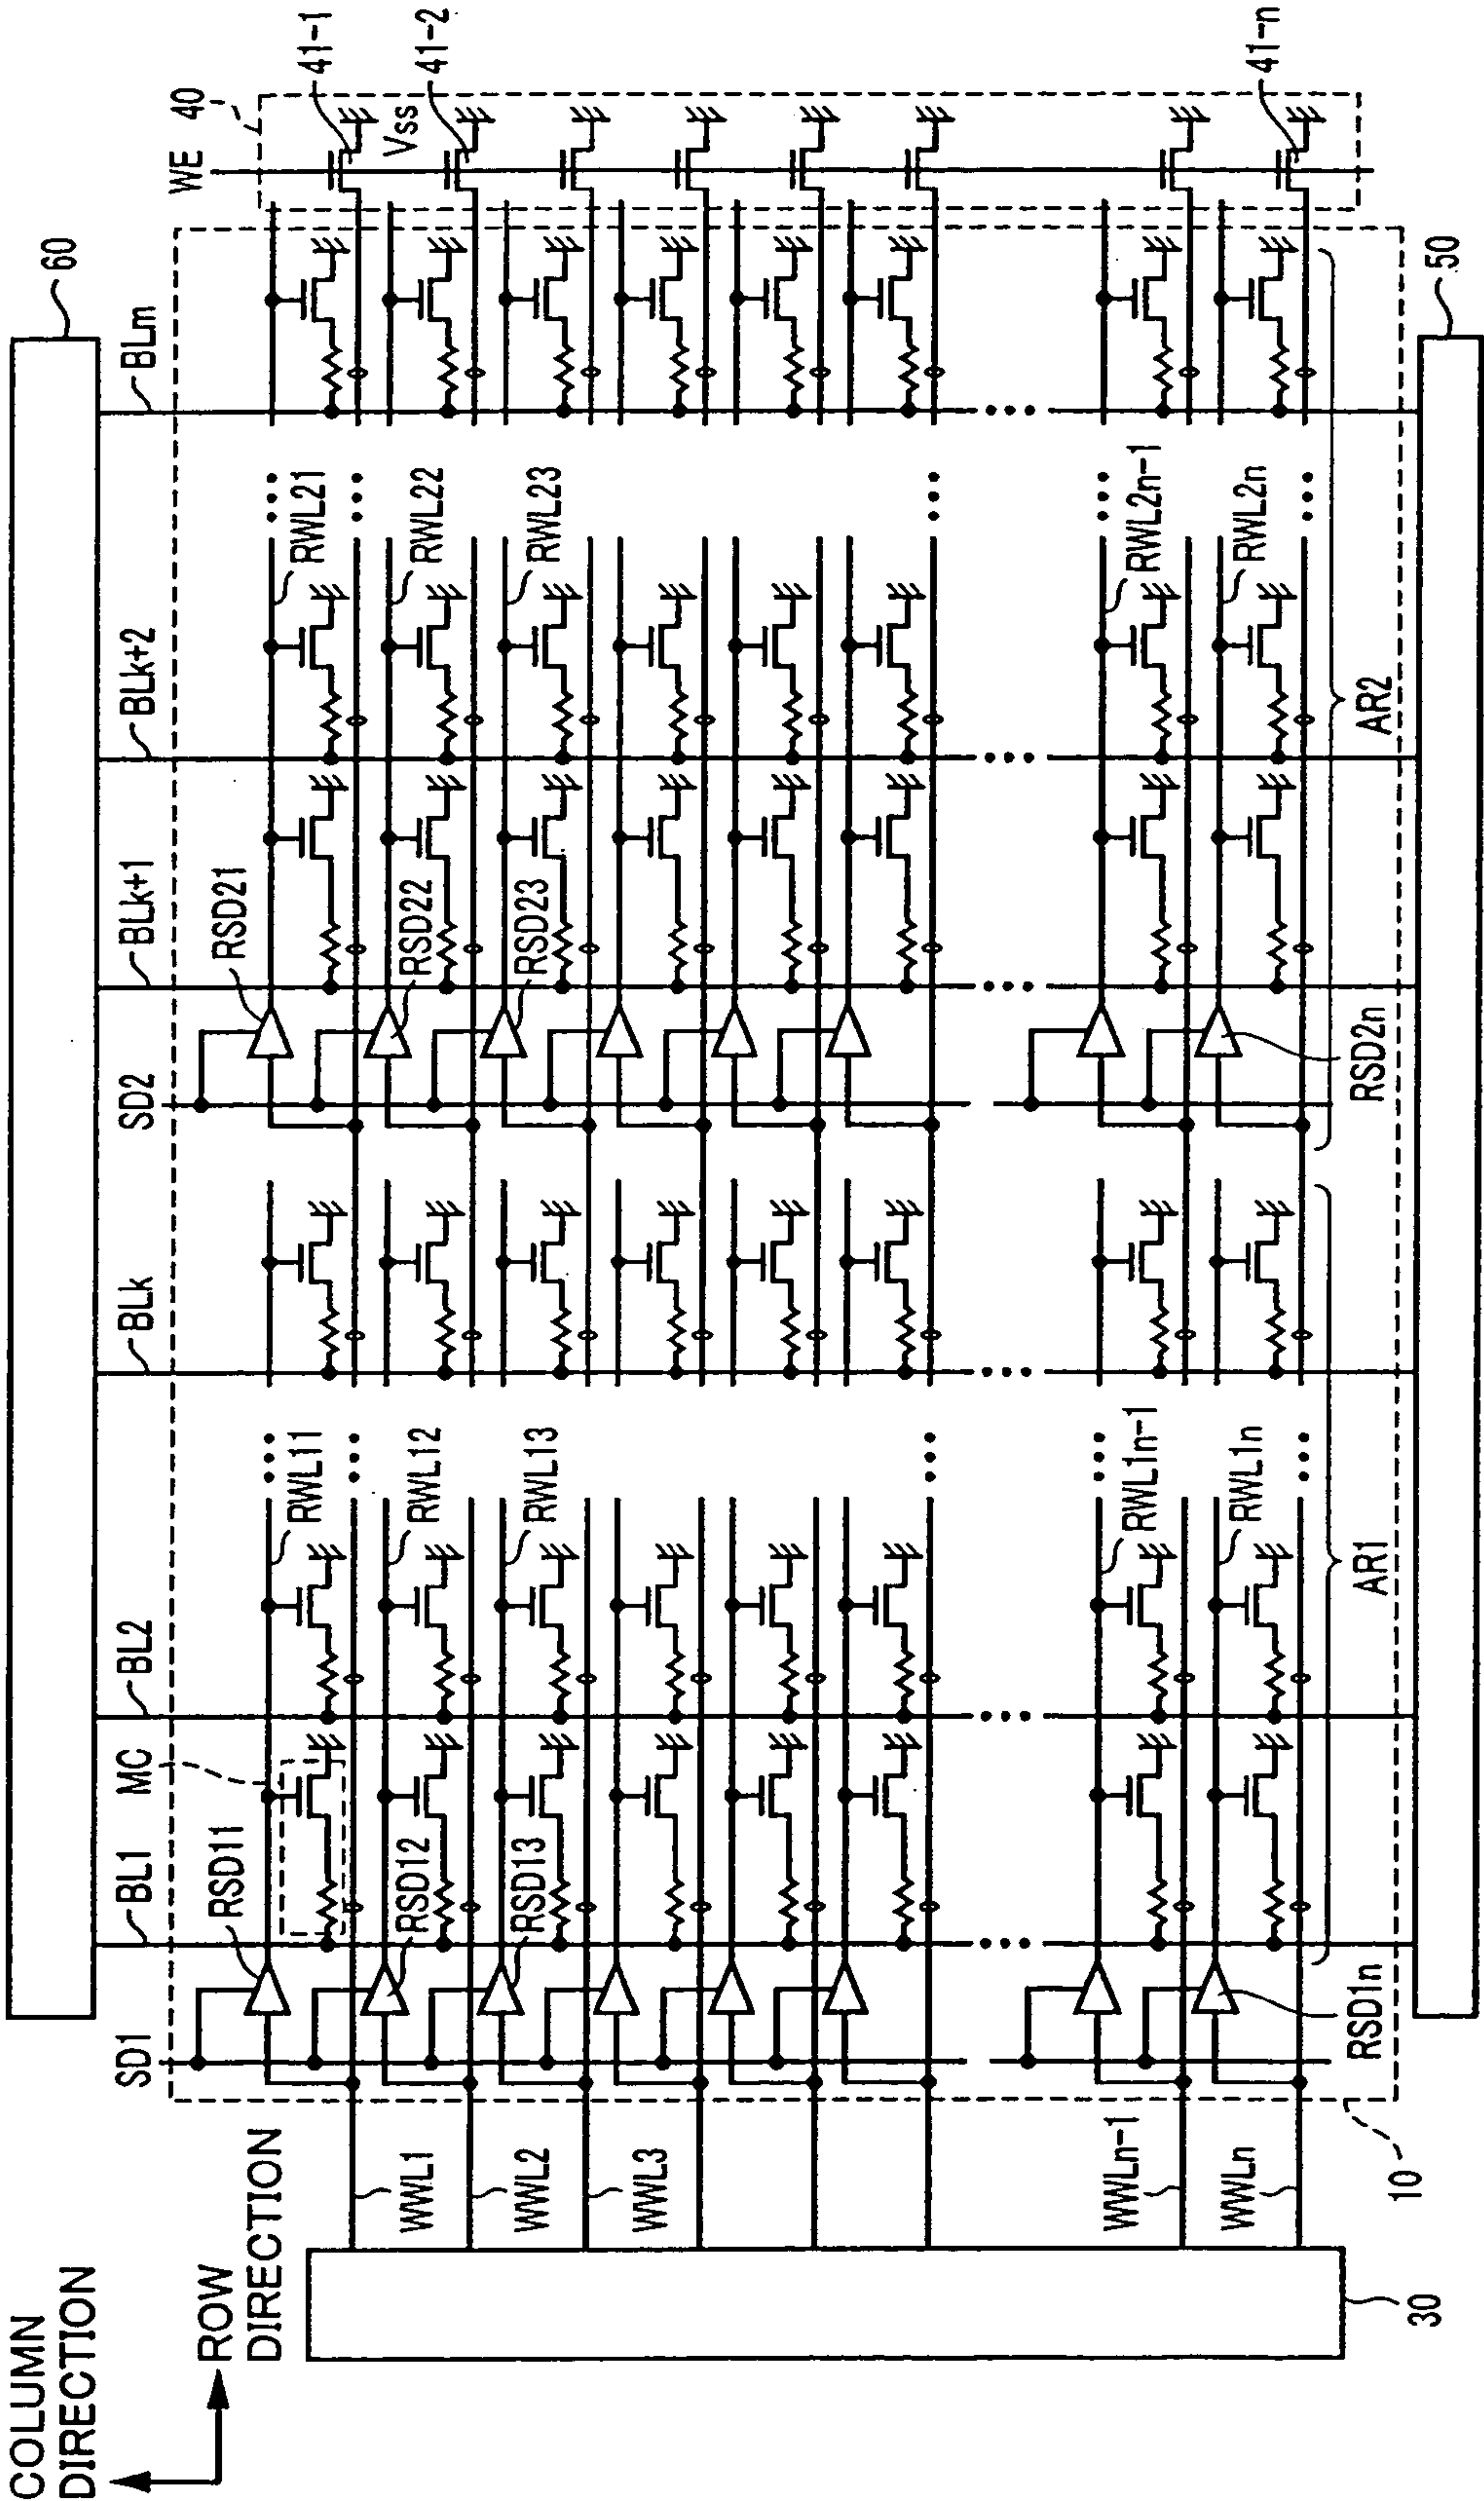 COLUMN
DIRECTION
ROW
DIRECTION
60
SD1
BL1
MC
BL2
BLk
SD2
BLk+1
BLk+2
BLm
WE
40
41-1
Vss
41-2
41-n
RSD11
RWL11
RSD21
RWL21
RSD12
RWL12
RSD22
RWL22
RSD13
RWL13
RSD23
RWL23
WWL1
WWL2
WWL3
WWLn-1
WWLn
RWL1n-1
RWL1n
RWL2n-1
RWL2n
RSD1n
AR1
RSD2n
AR2
30
10
50